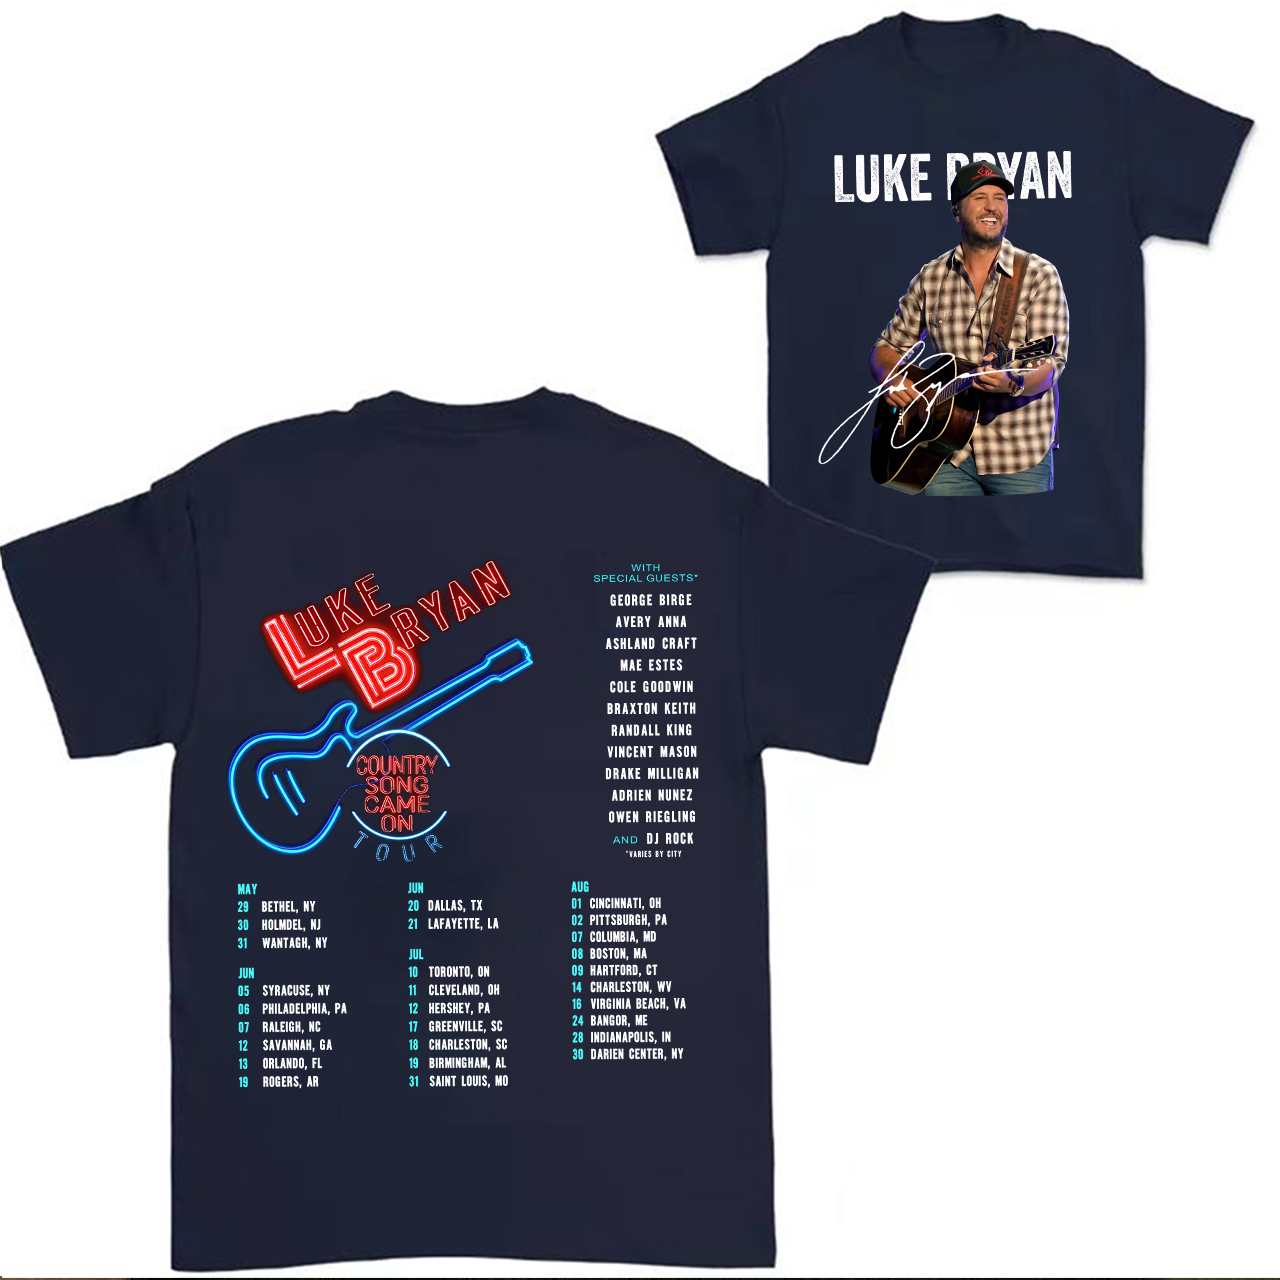 LUKE BRYAN
Luke Bryan
LUKE
BRYAN
COUNTRY
SONG
CAME
ON
TOUR
WITH
SPECIAL GUESTS*
GEORGE BIRGE
AVERY ANNA
ASHLAND CRAFT
MAE ESTES
COLE GOODWIN
BRAXTON KEITH
RANDALL KING
VINCENT MASON
DRAKE MILLIGAN
ADRIEN NUNEZ
OWEN RIEGLING
AND DJ ROCK
*VARIES BY CITY
MAY
29 BETHEL, NY
30 HOLMDEL, NJ
31 WANTAGH, NY
JUN
05 SYRACUSE, NY
06 PHILADELPHIA, PA
07 RALEIGH, NC
12 SAVANNAH, GA
13 ORLANDO, FL
19 ROGERS, AR
JUN
20 DALLAS, TX
21 LAFAYETTE, LA
JUL
10 TORONTO, ON
11 CLEVELAND, OH
12 HERSHEY, PA
17 GREENVILLE, SC
18 CHARLESTON, SC
19 BIRMINGHAM, AL
31 SAINT LOUIS, MO
AUG
01 CINCINNATI, OH
02 PITTSBURGH, PA
07 COLUMBIA, MD
08 BOSTON, MA
09 HARTFORD, CT
14 CHARLESTON, WV
16 VIRGINIA BEACH, VA
24 BANGOR, ME
28 INDIANAPOLIS, IN
30 DARIEN CENTER, NY